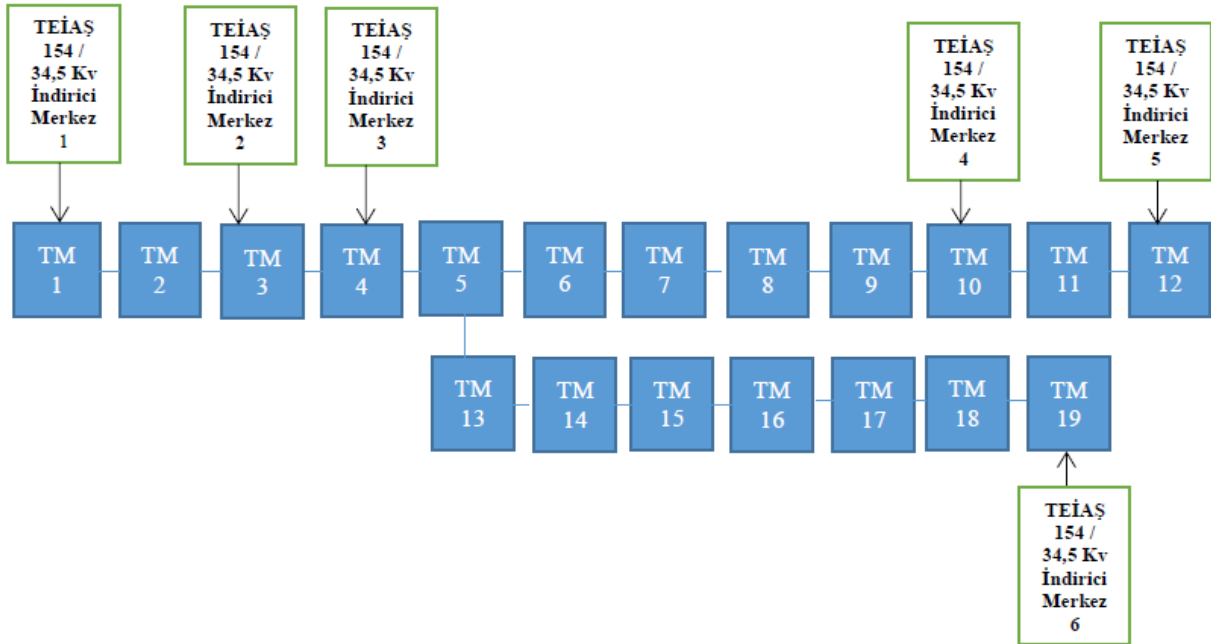 TEİAŞ
154 /
34,5 Kv
İndirici
Merkez
1
TEİAŞ
154 /
34,5 Kv
İndirici
Merkez
2
TEİAŞ
154 /
34,5 Kv
İndirici
Merkez
3
TEİAŞ
154 /
34,5 Kv
İndirici
Merkez
4
TEİAŞ
154 /
34,5 Kv
İndirici
Merkez
5
TM
1
TM
2
TM
3
TM
4
TM
5
TM
6
TM
7
TM
8
TM
9
TM
10
TM
11
TM
12
TM
13
TM
14
TM
15
TM
16
TM
17
TM
18
TM
19
TEİAŞ
154 /
34,5 Kv
İndirici
Merkez
6